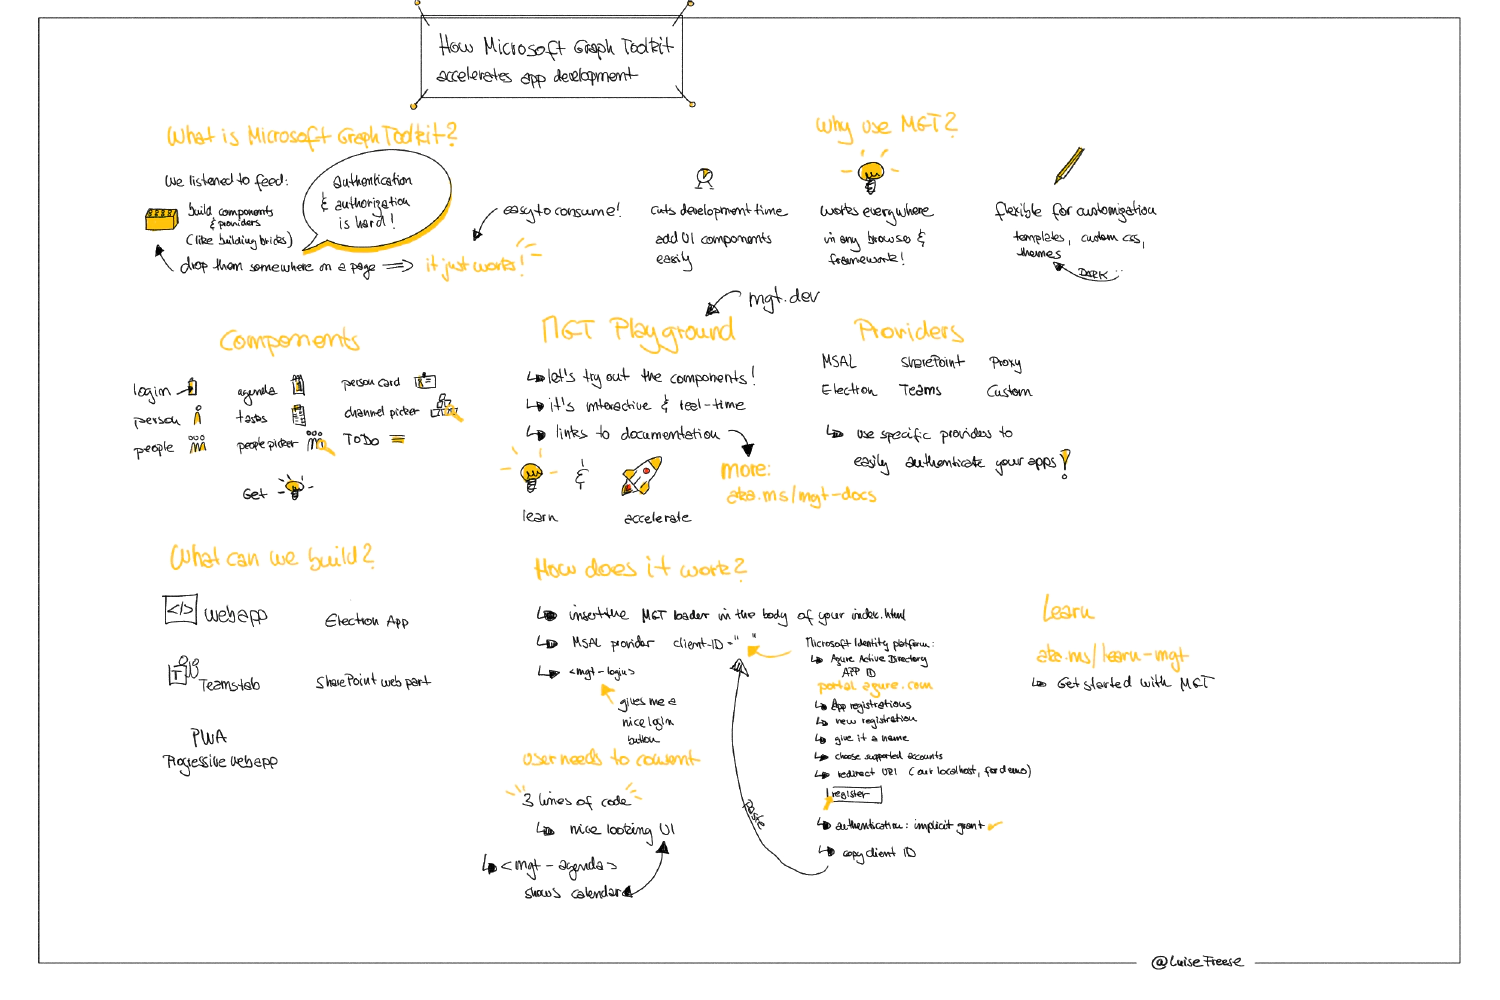 How Microsoft Graph Toolkit
accelerates app development
What is Microsoft Graph Toolkit?
We listened to feed:
build components
& providers
(like building bricks)
authentication
& authorization
is hard!
drop them somewhere on a page => it just works!
easy to consume!
Why use MGT?
cuts development time
add UI components
easily
works everywhere
in any browse &
framework!
flexible for customization
templates, custom css,
themes
DARK
mgt.dev
Components
login
person
people
agenda
tasks
people picker
person card
channel picker
ToDo
Get
MGT Playground
let's try out the components!
it's interactive & real-time
links to documentation
learn
&
accelerate
more:
aka.ms/mgt-docs
Providers
MSAL SharePoint Proxy
Election Teams Custom
use specific providers to
easily authenticate your apps!
What can we build?
</> webapp
Election App
T Teamstab
SharePoint web part
PWA
Progressive webapp
How does it work?
insert the MGT loader in the body of your index.html
MSAL provider client-ID = " "
<mgt-login>
gives me a
nice login
button
user needs to consent
3 lines of code
nice looking UI
<mgt-agenda>
shows calendar
paste
Microsoft Identity platform:
Azure Active Directory
APP ID
portal.azure.com
App registrations
new registration
give it a name
choose supported accounts
redirect URI (our localhost, for demo)
register
authentication: implicit grant
copy client ID
Learn
aka.ms/learn-mgt
Get started with MGT
@LuiseFreese